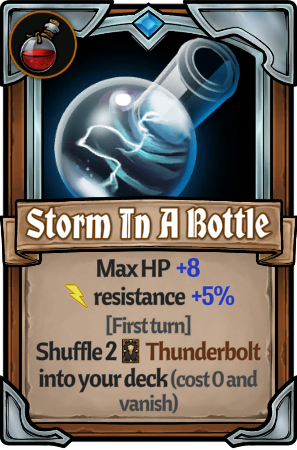 Storm In A Bottle
Max HP +8
resistance +5%
[First turn]
Shuffle 2 Thunderbolt
into your deck (cost 0 and
vanish)